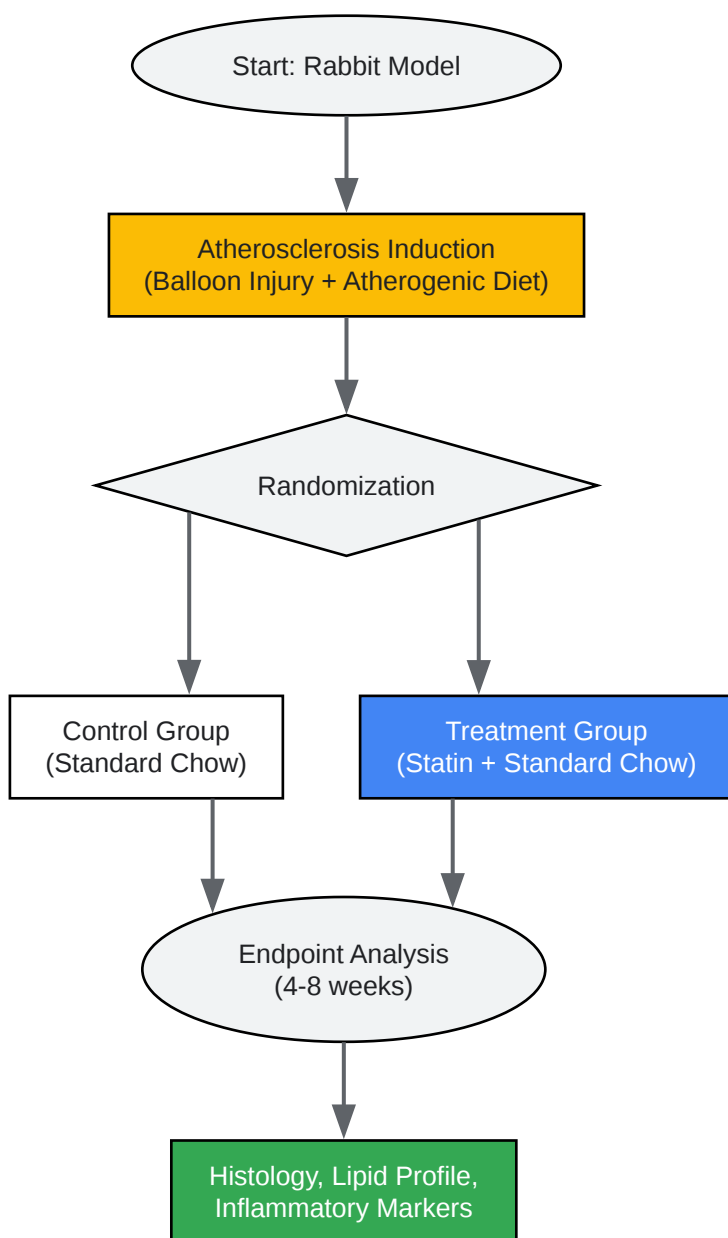 Start: Rabbit Model
Atherosclerosis Induction
(Balloon Injury + Atherogenic Diet)
Randomization
Control Group
(Standard Chow)
Treatment Group
(Statin + Standard Chow)
Endpoint Analysis
(4-8 weeks)
Histology, Lipid Profile,
Inflammatory Markers